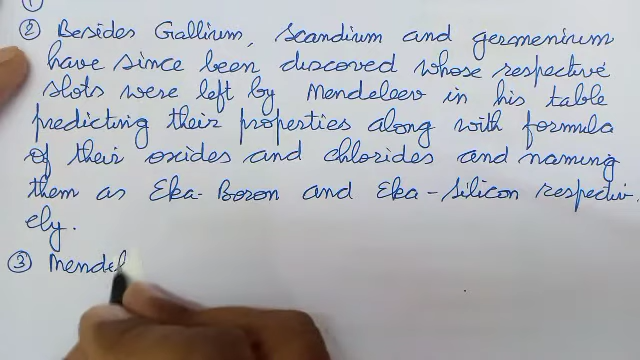 ①
② Besides Gallium, Scandium and germenium
have since been discoved whose respective
slots were left by Mendeleev in his table
predicting their properties along with formula
of their oxides and chlorides and naming
them as Eka-Boron and Eka-Silicon respectiv-
ely.
③ Mendel